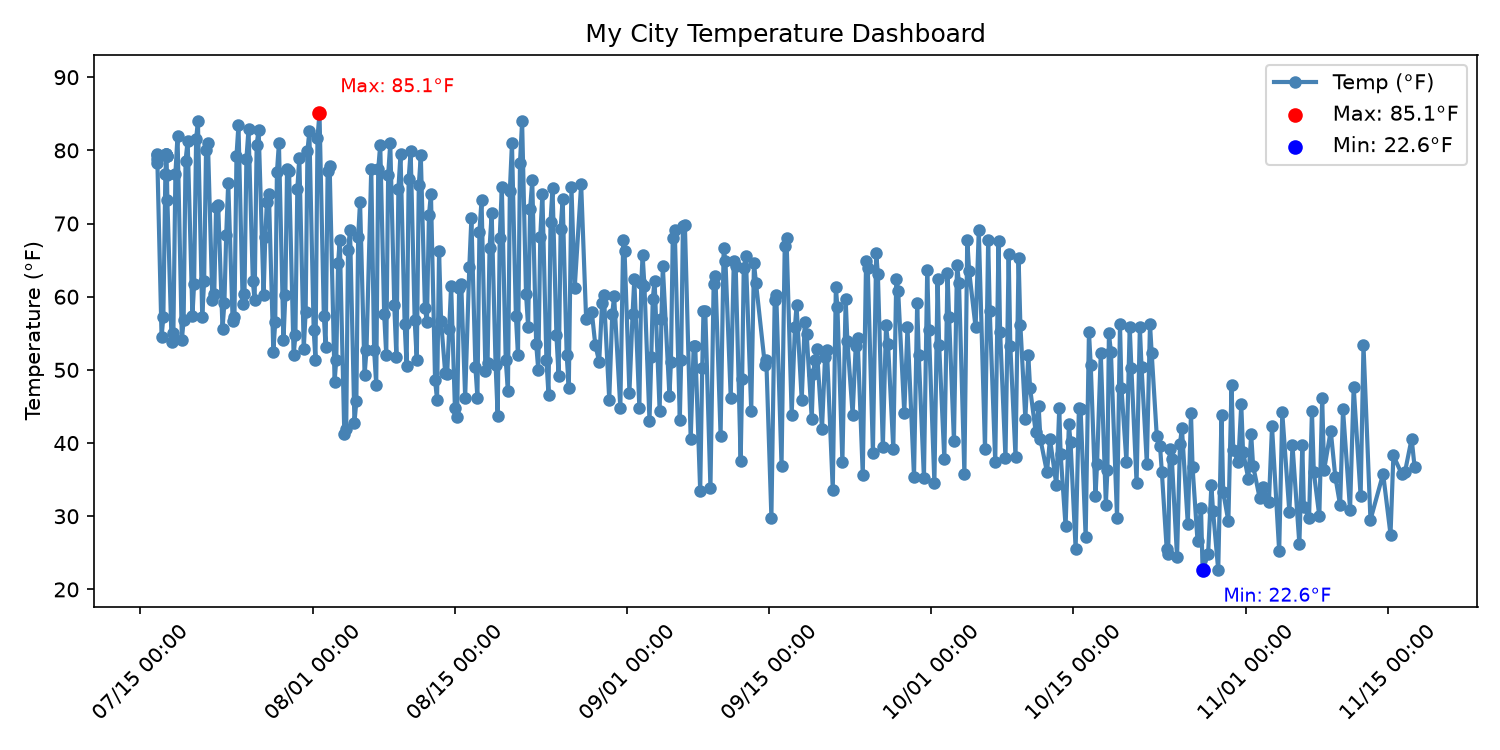 My City Temperature Dashboard
Temperature (°F)
90
80
70
60
50
40
30
20
Max: 85.1°F
Min: 22.6°F
Temp (°F)
Max: 85.1°F
Min: 22.6°F
07/15 00:00
08/01 00:00
08/15 00:00
09/01 00:00
09/15 00:00
10/01 00:00
10/15 00:00
11/01 00:00
11/15 00:00